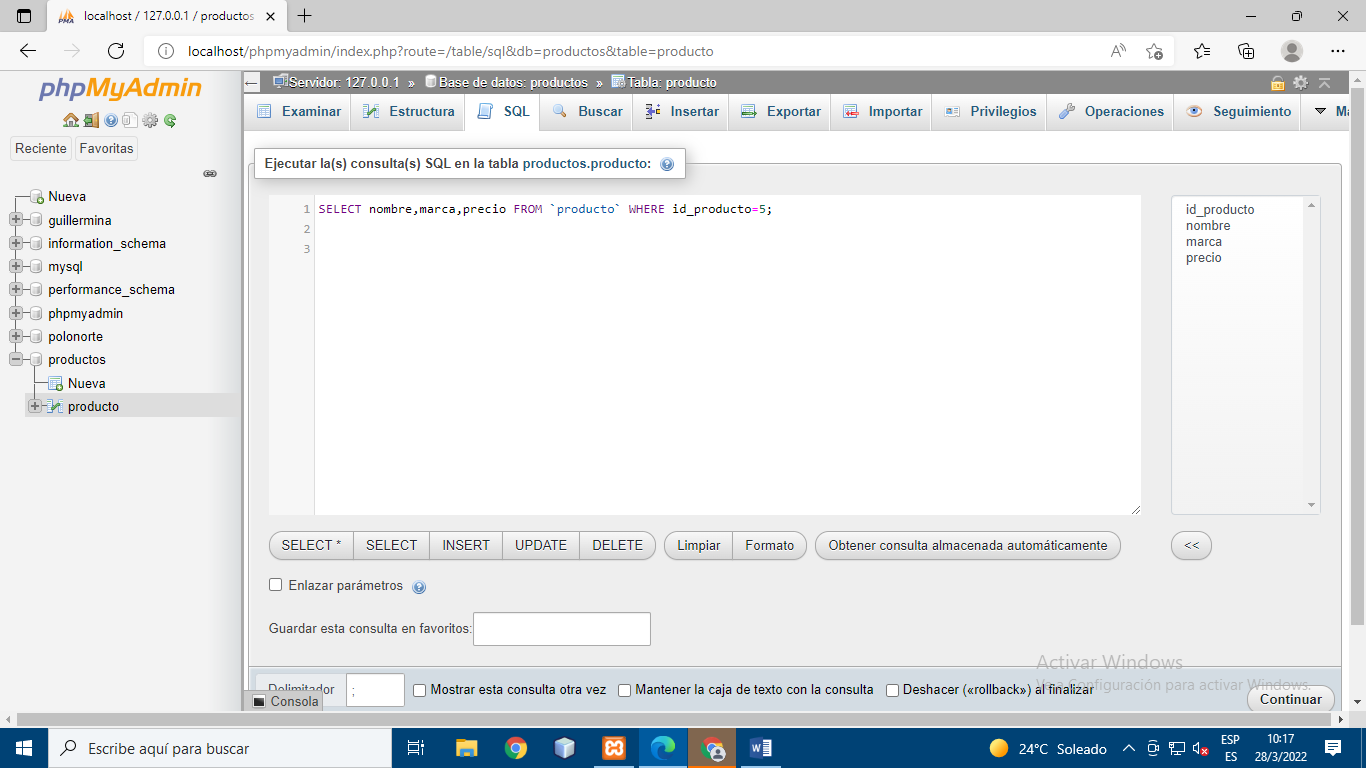 localhost / 127.0.0.1 / productos
localhost/phpmyadmin/index.php?route=/table/sql&db=productos&table=producto
phpMyAdmin
Reciente
Favoritas
Nueva
guillermina
information_schema
mysql
performance_schema
phpmyadmin
polonorte
productos
Nueva
producto
Servidor: 127.0.0.1 » Base de datos: productos » Tabla: producto
Examinar
Estructura
SQL
Buscar
Insertar
Exportar
Importar
Privilegios
Operaciones
Seguimiento
Ejecutar la(s) consulta(s) SQL en la tabla productos.producto:
1 SELECT nombre,marca,precio FROM `producto` WHERE id_producto=5;
2
3
id_producto
nombre
marca
precio
SELECT *
SELECT
INSERT
UPDATE
DELETE
Limpiar
Formato
Obtener consulta almacenada automáticamente
<<
Enlazar parámetros
Guardar esta consulta en favoritos:
Activar Windows
Ve a Configuración para activar Windows.
Delimitador
;
Mostrar esta consulta otra vez
Mantener la caja de texto con la consulta
Deshacer («rollback») al finalizar
Continuar
Consola
Escribe aquí para buscar
24°C Soleado
ESP
ES
10:17
28/3/2022